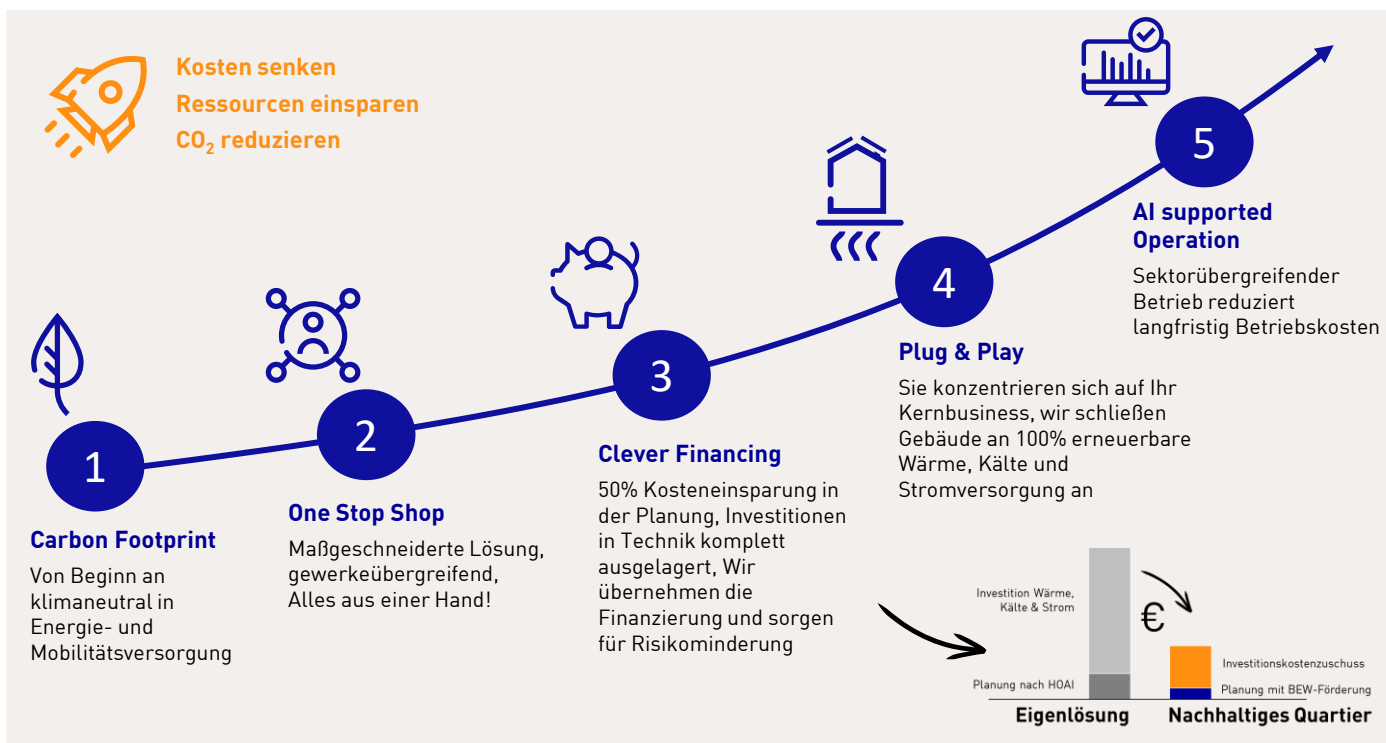 Kosten senken
Ressourcen einsparen
CO₂ reduzieren
1
Carbon Footprint
Von Beginn an
klimaneutral in
Energie- und
Mobilitätsversorgung
2
One Stop Shop
Maßgeschneiderte Lösung,
gewerkeübergreifend,
Alles aus einer Hand!
3
Clever Financing
50% Kosteneinsparung in
der Planung, Investitionen
in Technik komplett
ausgelagert, Wir
übernehmen die
Finanzierung und sorgen
für Risikominderung
4
Plug & Play
Sie konzentrieren sich auf Ihr
Kernbusiness, wir schließen
Gebäude an 100% erneuerbare
Wärme, Kälte und
Stromversorgung an
5
AI supported
Operation
Sektorübergreifender
Betrieb reduziert
langfristig Betriebskosten
Investition Wärme,
Kälte & Strom
€
Planung nach HOAI
Investitionskostenzuschuss
Planung mit BEW-Förderung
Eigenlösung
Nachhaltiges Quartier